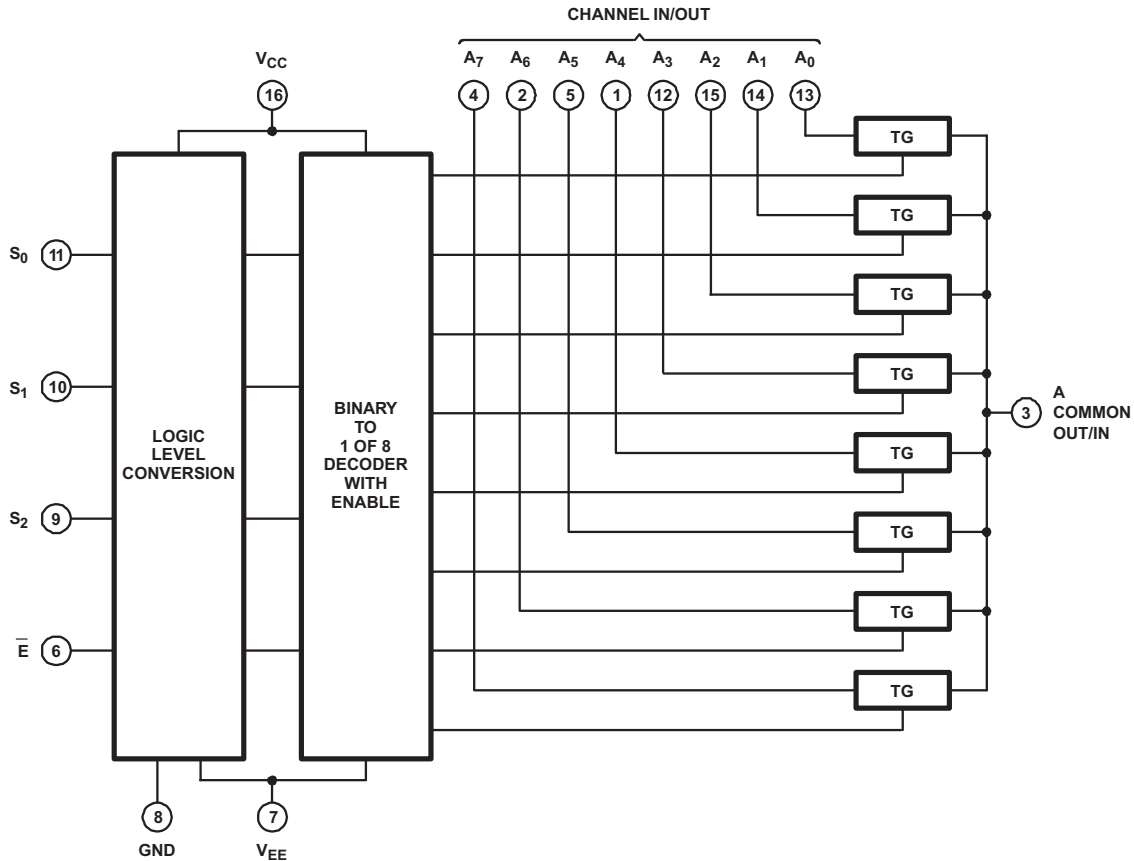 CHANNEL IN/OUT
VCC A7 A6 A5 A4 A3 A2 A1 A0
16 4 2 5 1 12 15 14 13
TG
TG
S0 11
TG
TG
S1 10
BINARY
TO
1 OF 8
DECODER
WITH
ENABLE
LOGIC
LEVEL
CONVERSION
3 A
COMMON
OUT/IN
TG
S2 9
TG
TG
E̅ 6
TG
8 7
GND VEE